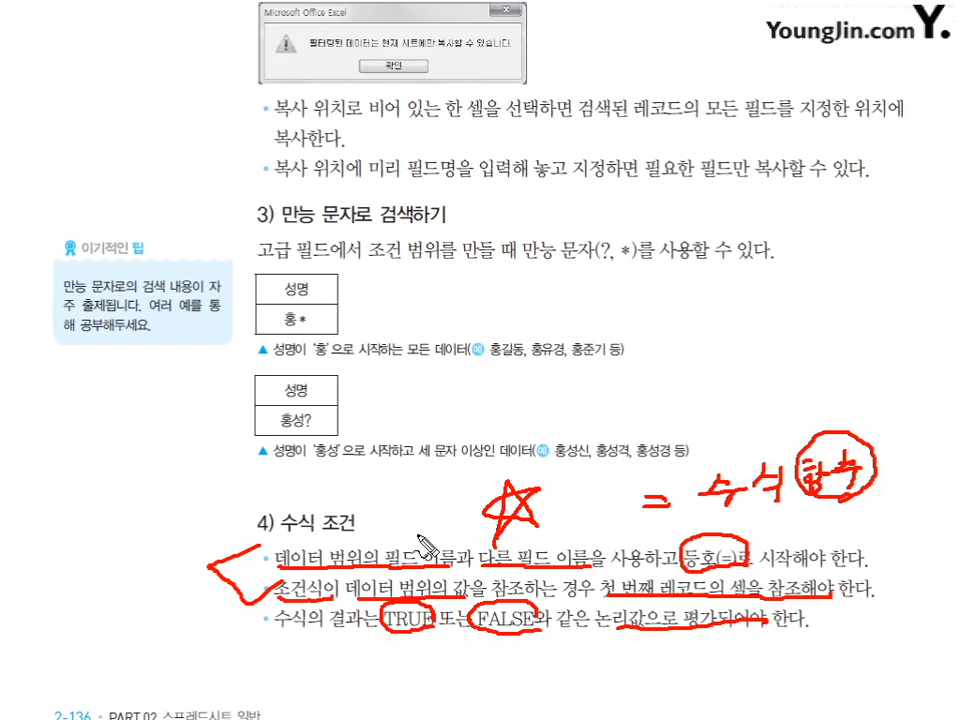 Microsoft Office Excel
필터링된 데이터는 현재 시트에만 복사할 수 있습니다.
확인
YoungJin.com Y.
• 복사 위치로 비어 있는 한 셀을 선택하면 검색된 레코드의 모든 필드를 지정한 위치에
복사한다.
• 복사 위치에 미리 필드명을 입력해 놓고 지정하면 필요한 필드만 복사할 수 있다.
3) 만능 문자로 검색하기
이기적인 팁
만능 문자로의 검색 내용이 자
주 출제됩니다. 여러 예를 통
해 공부해두세요.
고급 필드에서 조건 범위를 만들 때 만능 문자(?, *)를 사용할 수 있다.
성명
홍*
▲ 성명이 '홍'으로 시작하는 모든 데이터(예 홍길동, 홍유경, 홍준기 등)
성명
홍성?
▲ 성명이 '홍성'으로 시작하고 세 문자 이상인 데이터(예 홍성신, 홍성격, 홍성경 등)
= 수식 함수
4) 수식 조건
• 데이터 범위의 필드 이름과 다른 필드 이름을 사용하고 등호(=)로 시작해야 한다.
• 조건식이 데이터 범위의 값을 참조하는 경우 첫 번째 레코드의 셀을 참조해야 한다.
• 수식의 결과는 TRUE 또는 FALSE와 같은 논리값으로 평가되어야 한다.
2-136 • PART 02 스프레드시트 일반